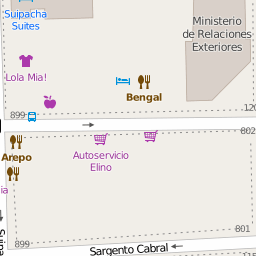 Suipacha
Suites
Ministerio
de Relaciones
Exteriores
Lola Mia!
Bengal
899
120
802
Arepo
Autoservicio
Elino
ia
Suipa
801
899
Sargento Cabral